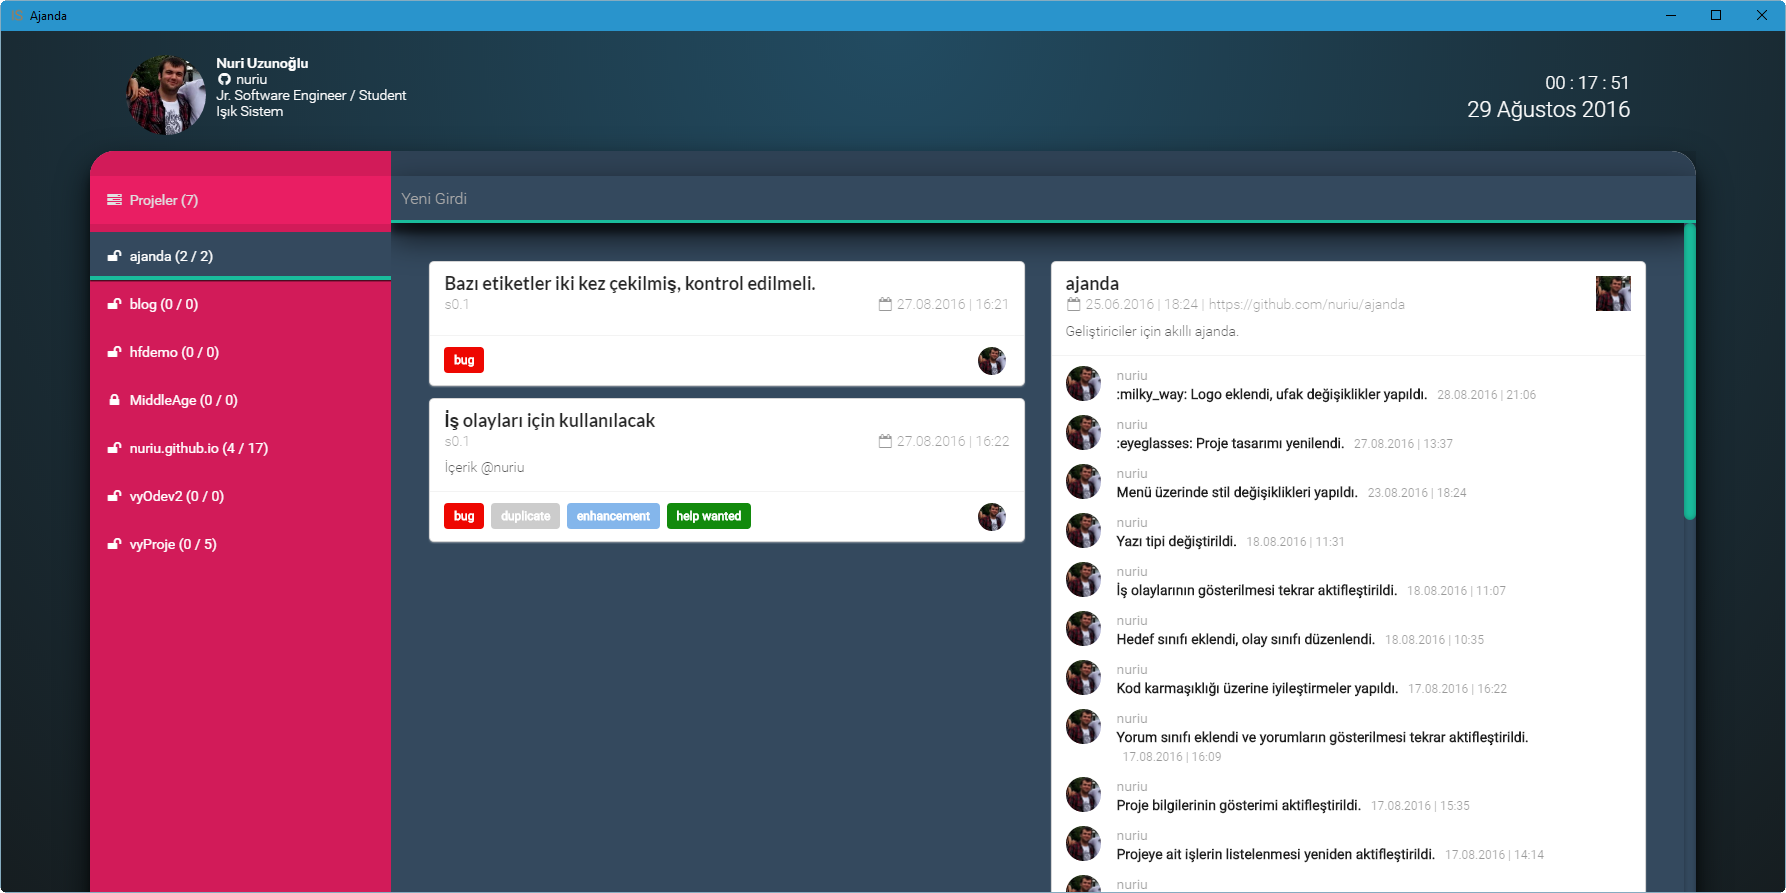 Ajanda
Nuri Uzunoğlu
nuriu
Jr. Software Engineer / Student
Işık Sistem
00 : 17 : 51
29 Ağustos 2016
Projeler (7)
ajanda (2 / 2)
blog (0 / 0)
hfdemo (0 / 0)
MiddleAge (0 / 0)
nuriu.github.io (4 / 17)
vyOdev2 (0 / 0)
vyProje (0 / 5)
Yeni Girdi
Bazı etiketler iki kez çekilmiş, kontrol edilmeli.
s0.1 27.08.2016 | 16:21
bug
İş olayları için kullanılacak
s0.1 27.08.2016 | 16:22
İçerik @nuriu
bug duplicate enhancement help wanted
ajanda
25.06.2016 | 18:24 | https://github.com/nuriu/ajanda
Geliştiriciler için akıllı ajanda.
nuriu
:milky_way: Logo eklendi, ufak değişiklikler yapıldı. 28.08.2016 | 21:06
nuriu
:eyeglasses: Proje tasarımı yenilendi. 27.08.2016 | 13:37
nuriu
Menü üzerinde stil değişiklikleri yapıldı. 23.08.2016 | 18:24
nuriu
Yazı tipi değiştirildi. 18.08.2016 | 11:31
nuriu
İş olaylarının gösterilmesi tekrar aktifleştirildi. 18.08.2016 | 11:07
nuriu
Hedef sınıfı eklendi, olay sınıfı düzenlendi. 18.08.2016 | 10:35
nuriu
Kod karmaşıklığı üzerine iyileştirmeler yapıldı. 17.08.2016 | 16:22
nuriu
Yorum sınıfı eklendi ve yorumların gösterilmesi tekrar aktifleştirildi.
17.08.2016 | 16:09
nuriu
Proje bilgilerinin gösterimi aktifleştirildi. 17.08.2016 | 15:35
nuriu
Projeye ait işlerin listelenmesi yeniden aktifleştirildi. 17.08.2016 | 14:14
nuriu